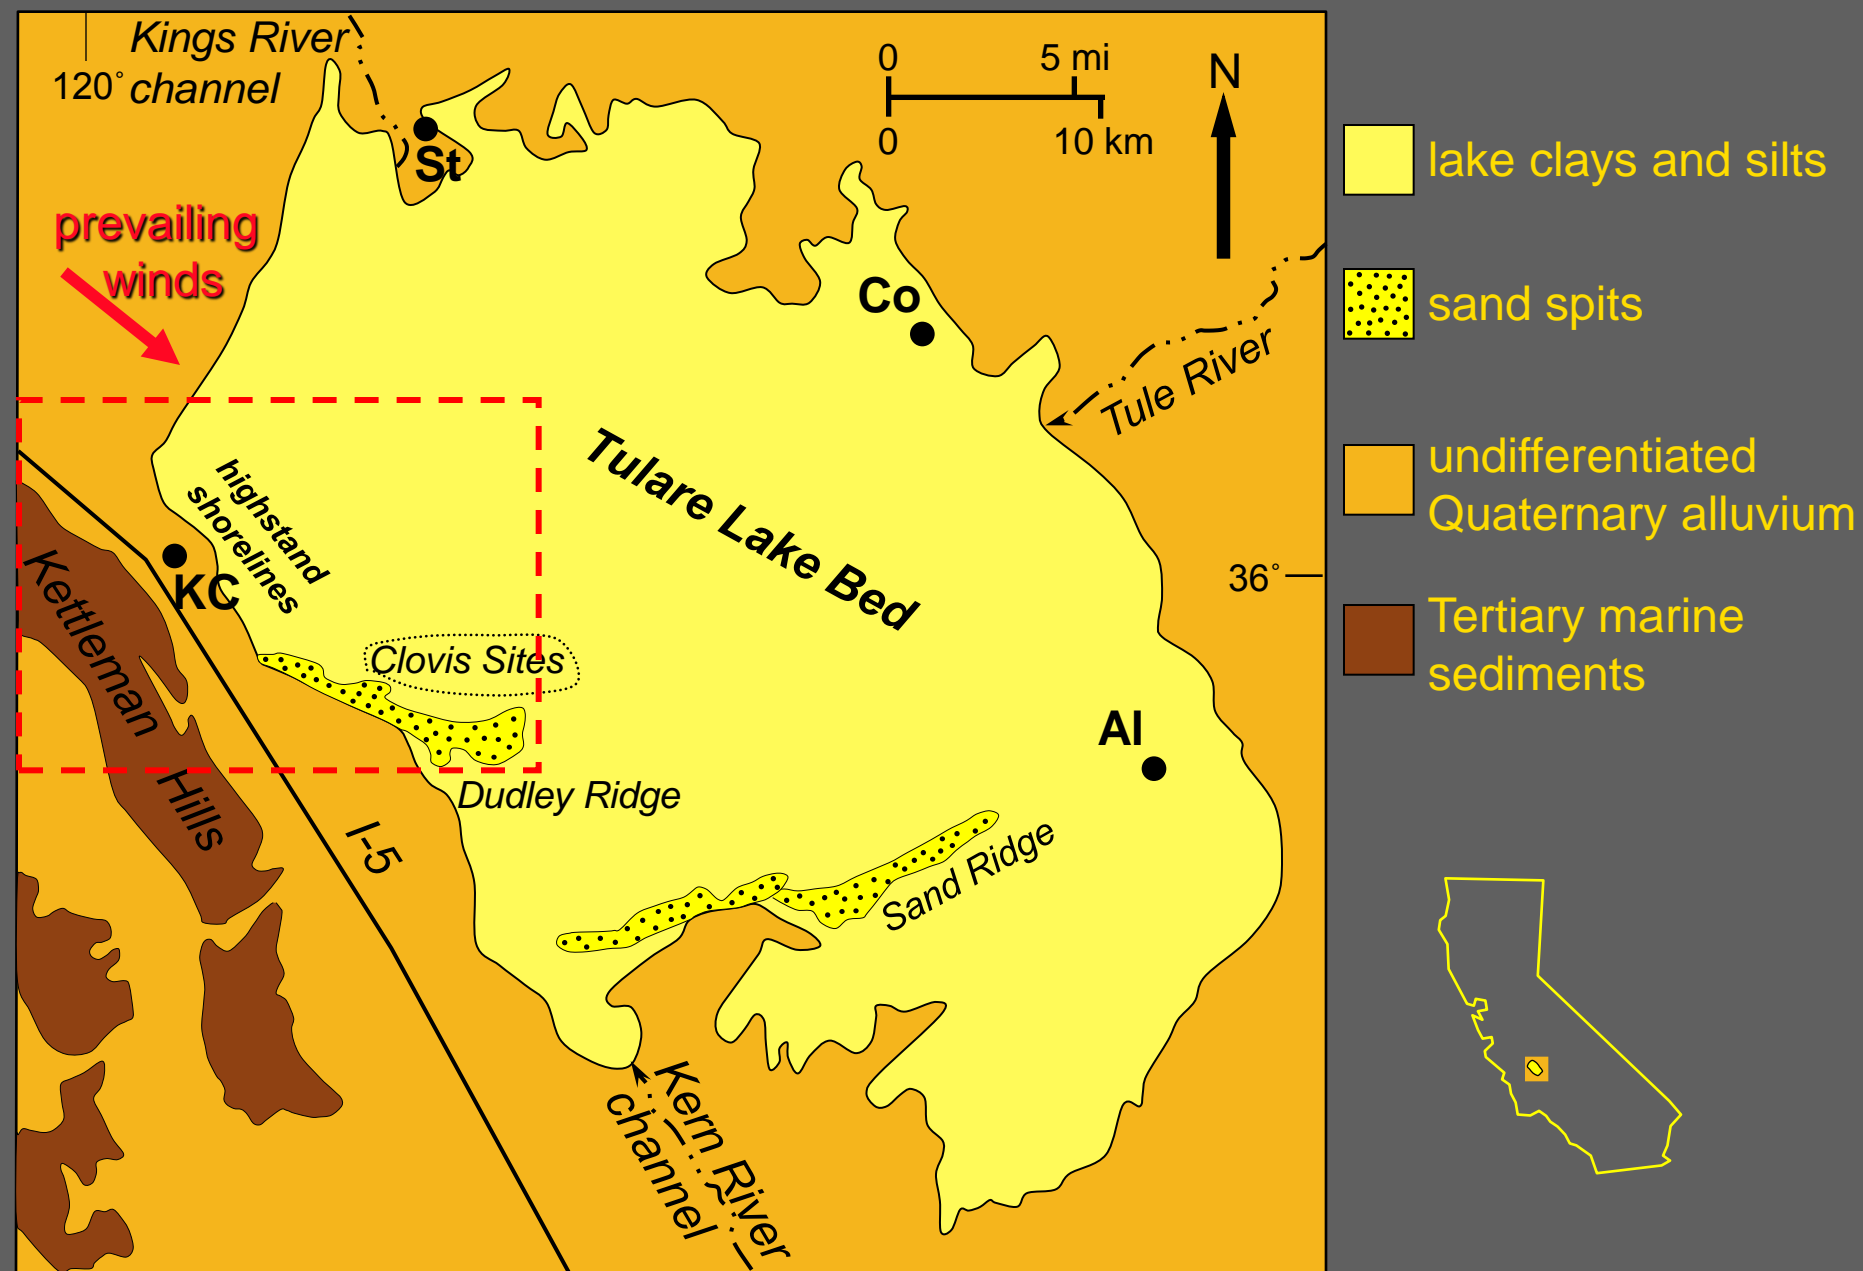 Kings River
channel
120°
St
0
5 mi
0
10 km
N
prevailing
winds
Co
Tule River
highstand
shorelines
Tulare Lake Bed
KC
36°
Kettleman
Hills
Clovis Sites
Al
Dudley Ridge
I-5
Sand Ridge
Kern River
channel
lake clays and silts
sand spits
undifferentiated
Quaternary alluvium
Tertiary marine
sediments